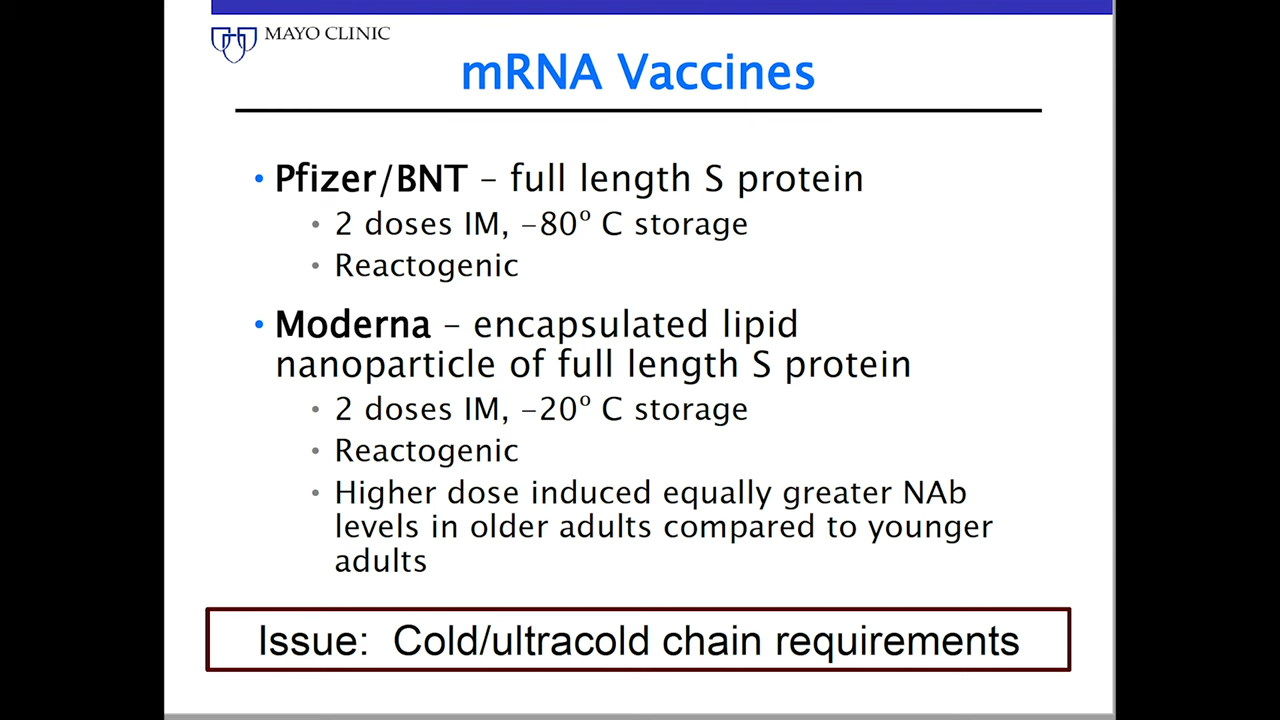 MAYO CLINIC
mRNA Vaccines
• Pfizer/BNT – full length S protein
• 2 doses IM, –80º C storage
• Reactogenic
• Moderna – encapsulated lipid
nanoparticle of full length S protein
• 2 doses IM, –20º C storage
• Reactogenic
• Higher dose induced equally greater NAb
levels in older adults compared to younger
adults
Issue: Cold/ultracold chain requirements